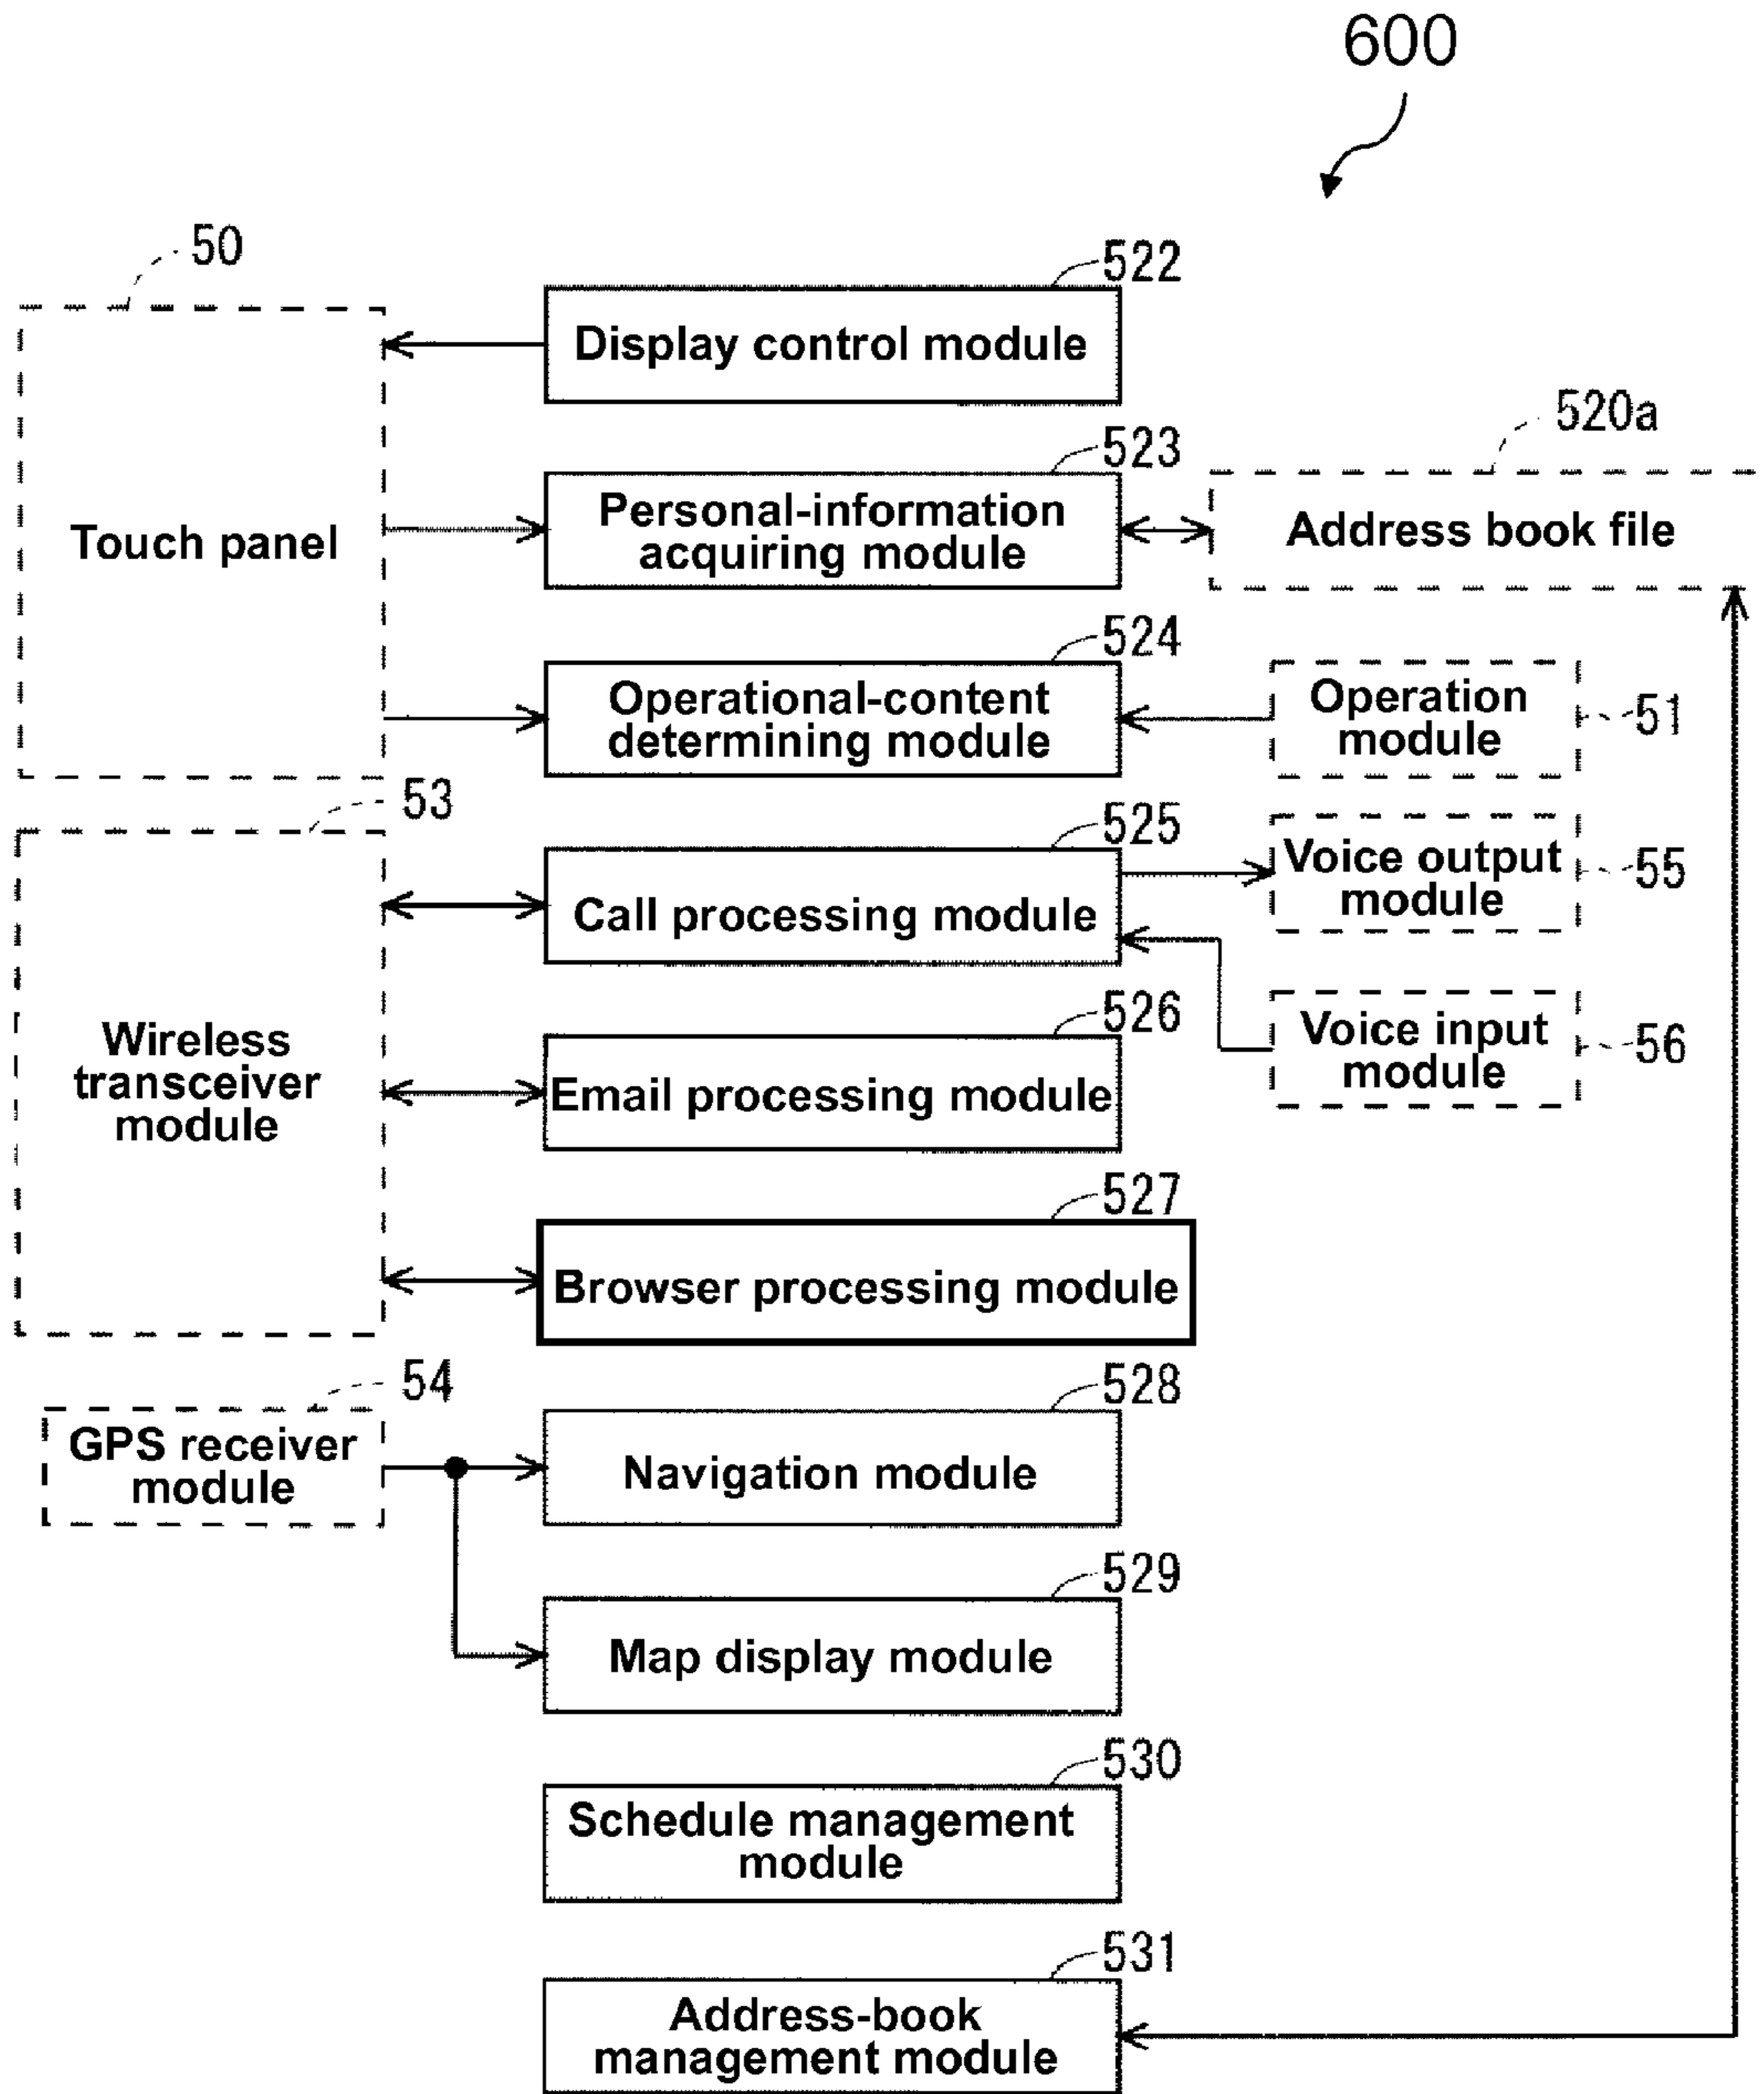 600
50
522
Display control module
520a
523
Touch panel
Personal-information
acquiring module
Address book file
524
Operational-content
determining module
Operation
module
51
53
525
Call processing module
Voice output
module
55
Wireless
transceiver
module
526
Email processing module
Voice input
module
56
527
Browser processing module
54
GPS receiver
module
528
Navigation module
529
Map display module
530
Schedule management
module
531
Address-book
management module